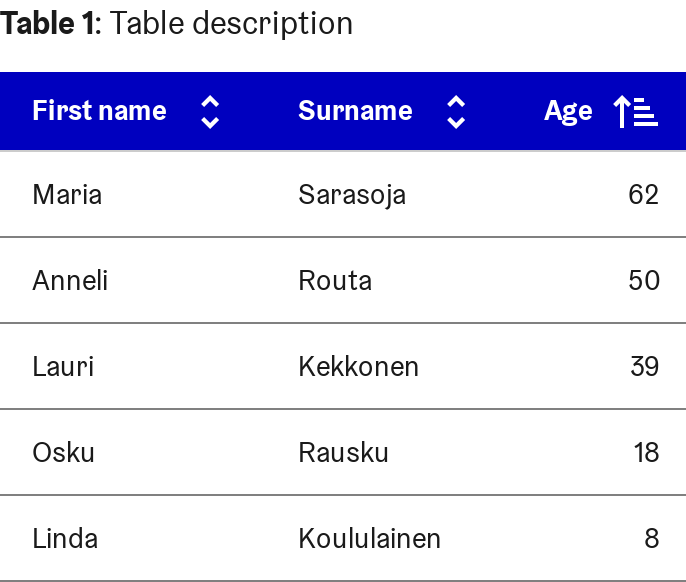 Table 1: Table description
First name Surname Age
Maria Sarasoja 62
Anneli Routa 50
Lauri Kekkonen 39
Osku Rausku 18
Linda Koululainen 8